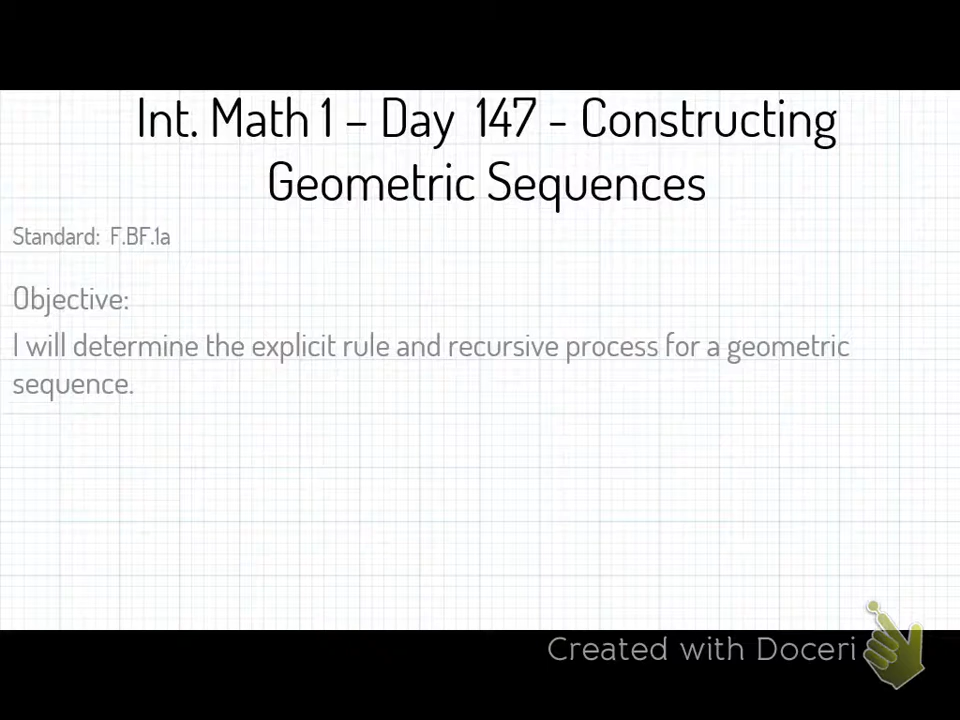 Int. Math 1 – Day 147 - Constructing
Geometric Sequences
Standard: F.BF.1a
Objective:
I will determine the explicit rule and recursive process for a geometric
sequence.
Created with Doceri